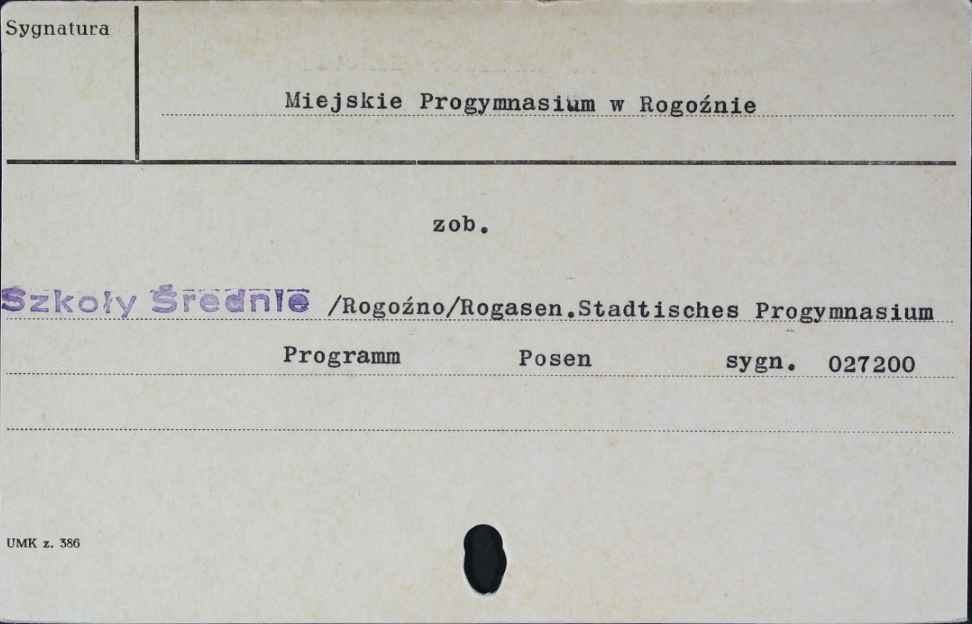 Sygnatura
Miejskie Progymnasium w Rogoźnie
zob.
Szkoły Średnie /Rogoźno/Rogasen.Stadtisches Progymnasium
Programm Posen sygn. 027200
UMK z. 386